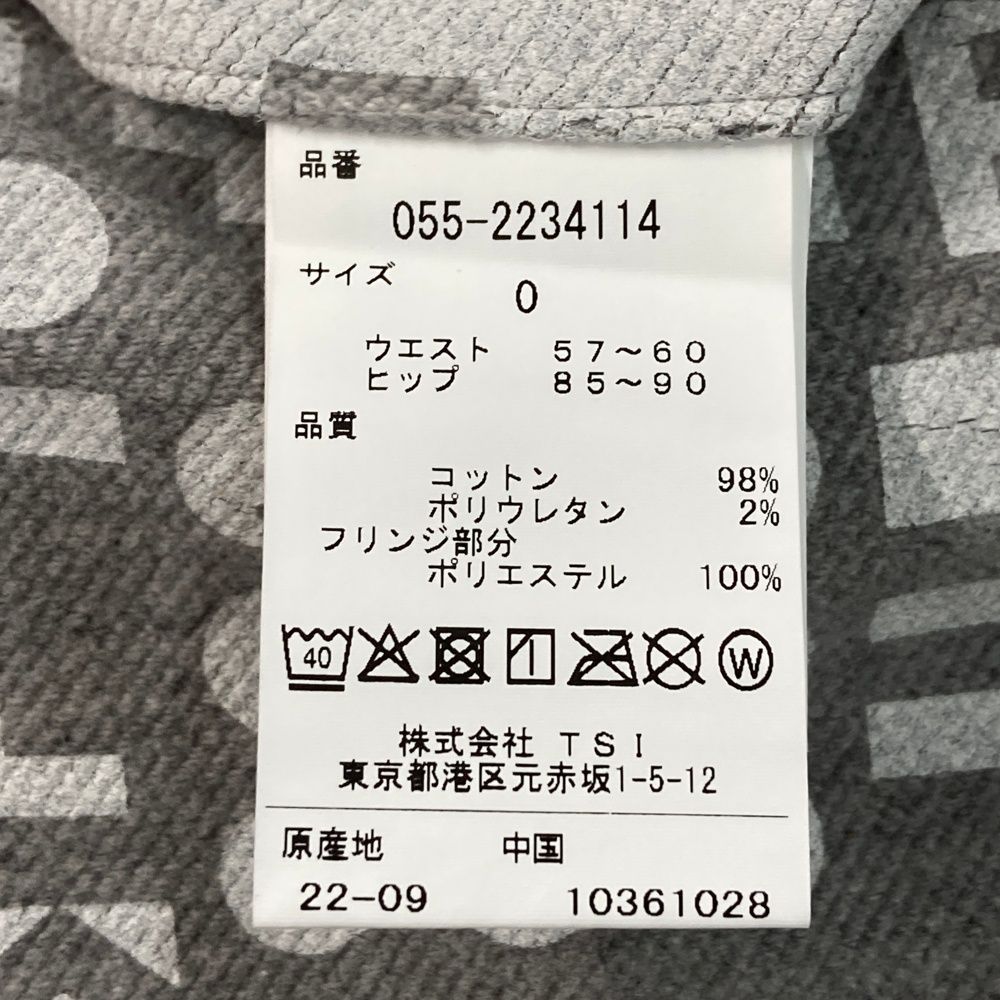 品番
055-2234114
サイズ
0
ウエスト 57〜60
ヒップ 85〜90
品質
コットン 98%
ポリウレタン 2%
フリンジ部分
ポリエステル 100%
40
W
株式会社 TSI
東京都港区元赤坂1-5-12
原産地 中国
22-09 10361028